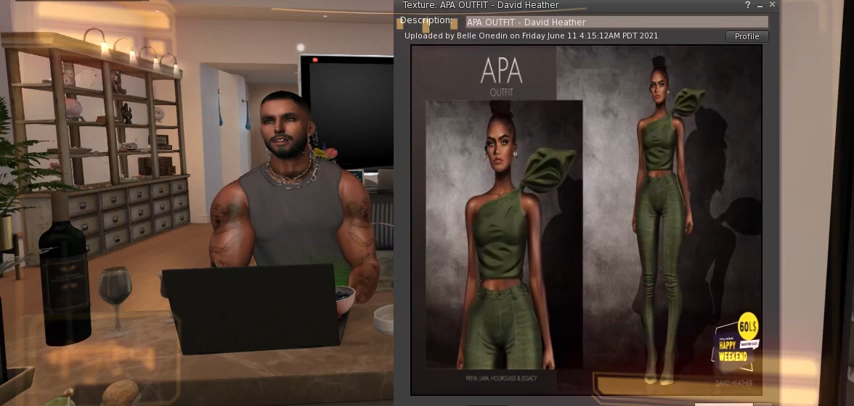 Texture: APA OUTFIT - David Heather
Description:
APA OUTFIT - David Heather
Uploaded by Belle Onedin on Friday June 11 4:15:12AM PDT 2021
Profile
APA
OUTFIT
FREYA, LARA, HOURGLASS & LEGACY
60L$
HAPPY
WEEKEND
DAVID HEATHER